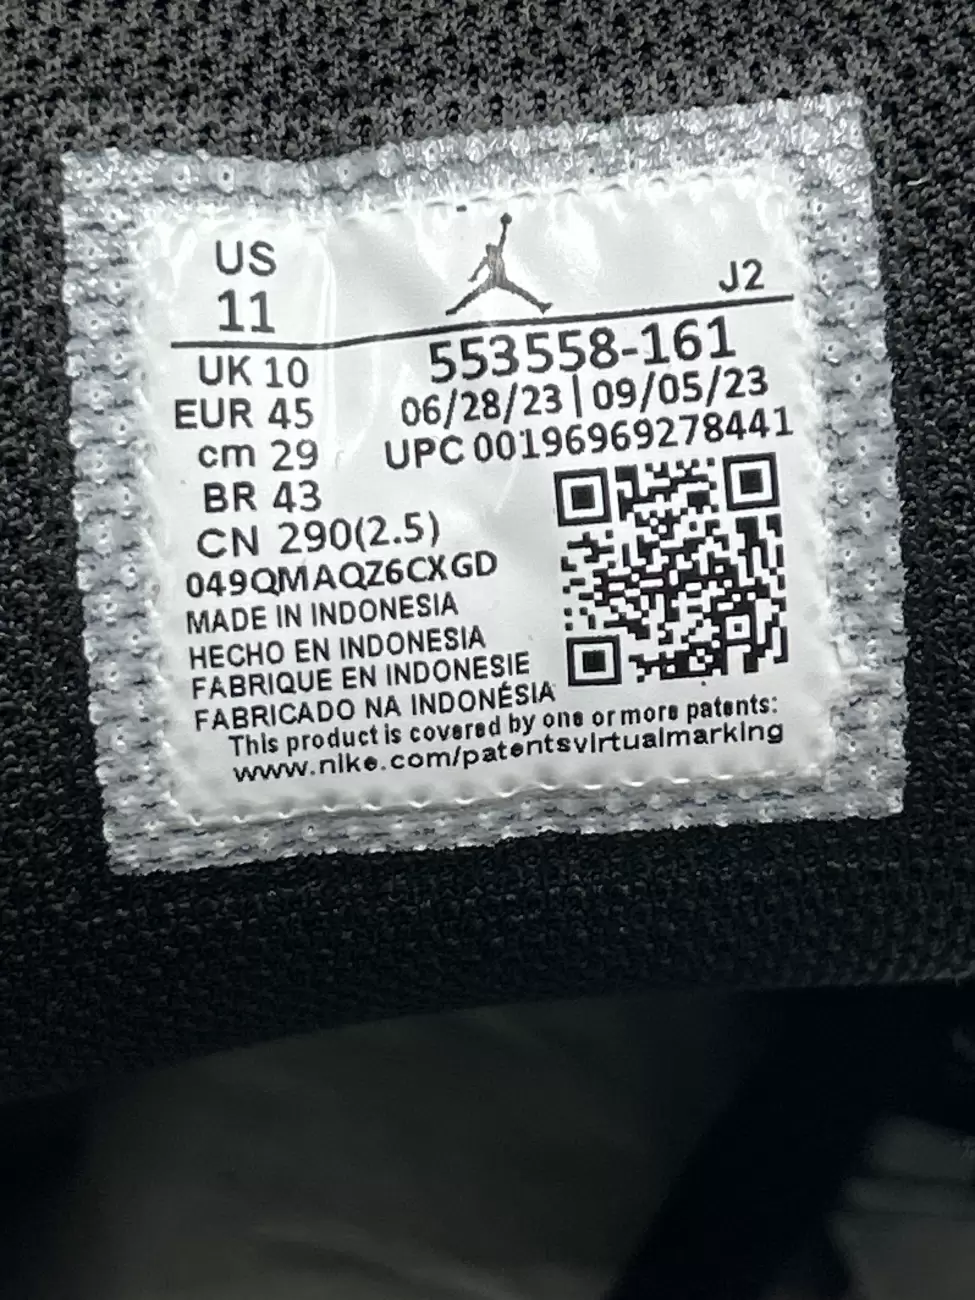 US
11
J2
UK 10
EUR 45
cm 29
BR 43
CN 290(2.5)
553558-161
06/28/23 | 09/05/23
UPC 00196969278441
049QMAQZ6CXGD
MADE IN INDONESIA
HECHO EN INDONESIA
FABRIQUE EN INDONESIE
FABRICADO NA INDONÉSIA
This product is covered by one or more patents:
www.nike.com/patentsvirtualmarking